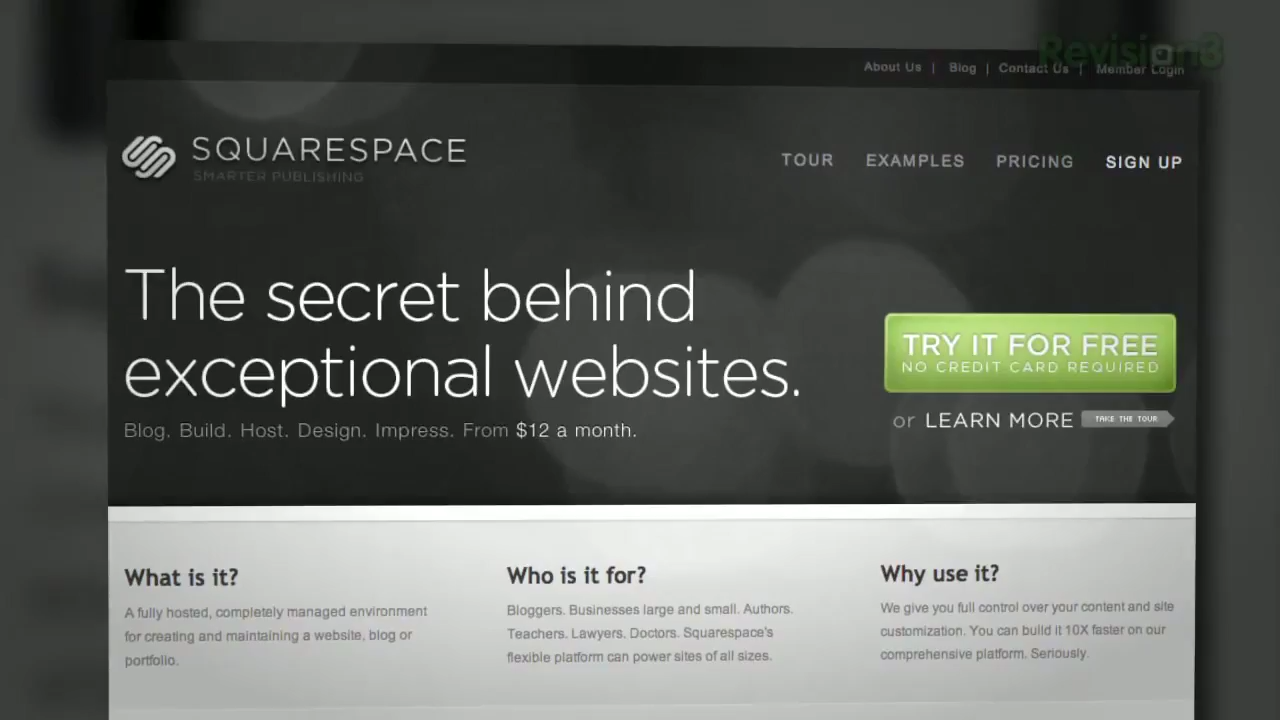 Revision3
About Us | Blog | Contact Us | Member Login
SQUARESPACE
SMARTER PUBLISHING
TOUR EXAMPLES PRICING SIGN UP
The secret behind
exceptional websites.
Blog. Build. Host. Design. Impress. From $12 a month.
TRY IT FOR FREE
NO CREDIT CARD REQUIRED
or LEARN MORE TAKE THE TOUR
What is it?
A fully hosted, completely managed environment
for creating and maintaining a website, blog or
portfolio.
Who is it for?
Bloggers. Businesses large and small. Authors.
Teachers. Lawyers. Doctors. Squarespace's
flexible platform can power sites of all sizes.
Why use it?
We give you full control over your content and site
customization. You can build it 10X faster on our
comprehensive platform. Seriously.